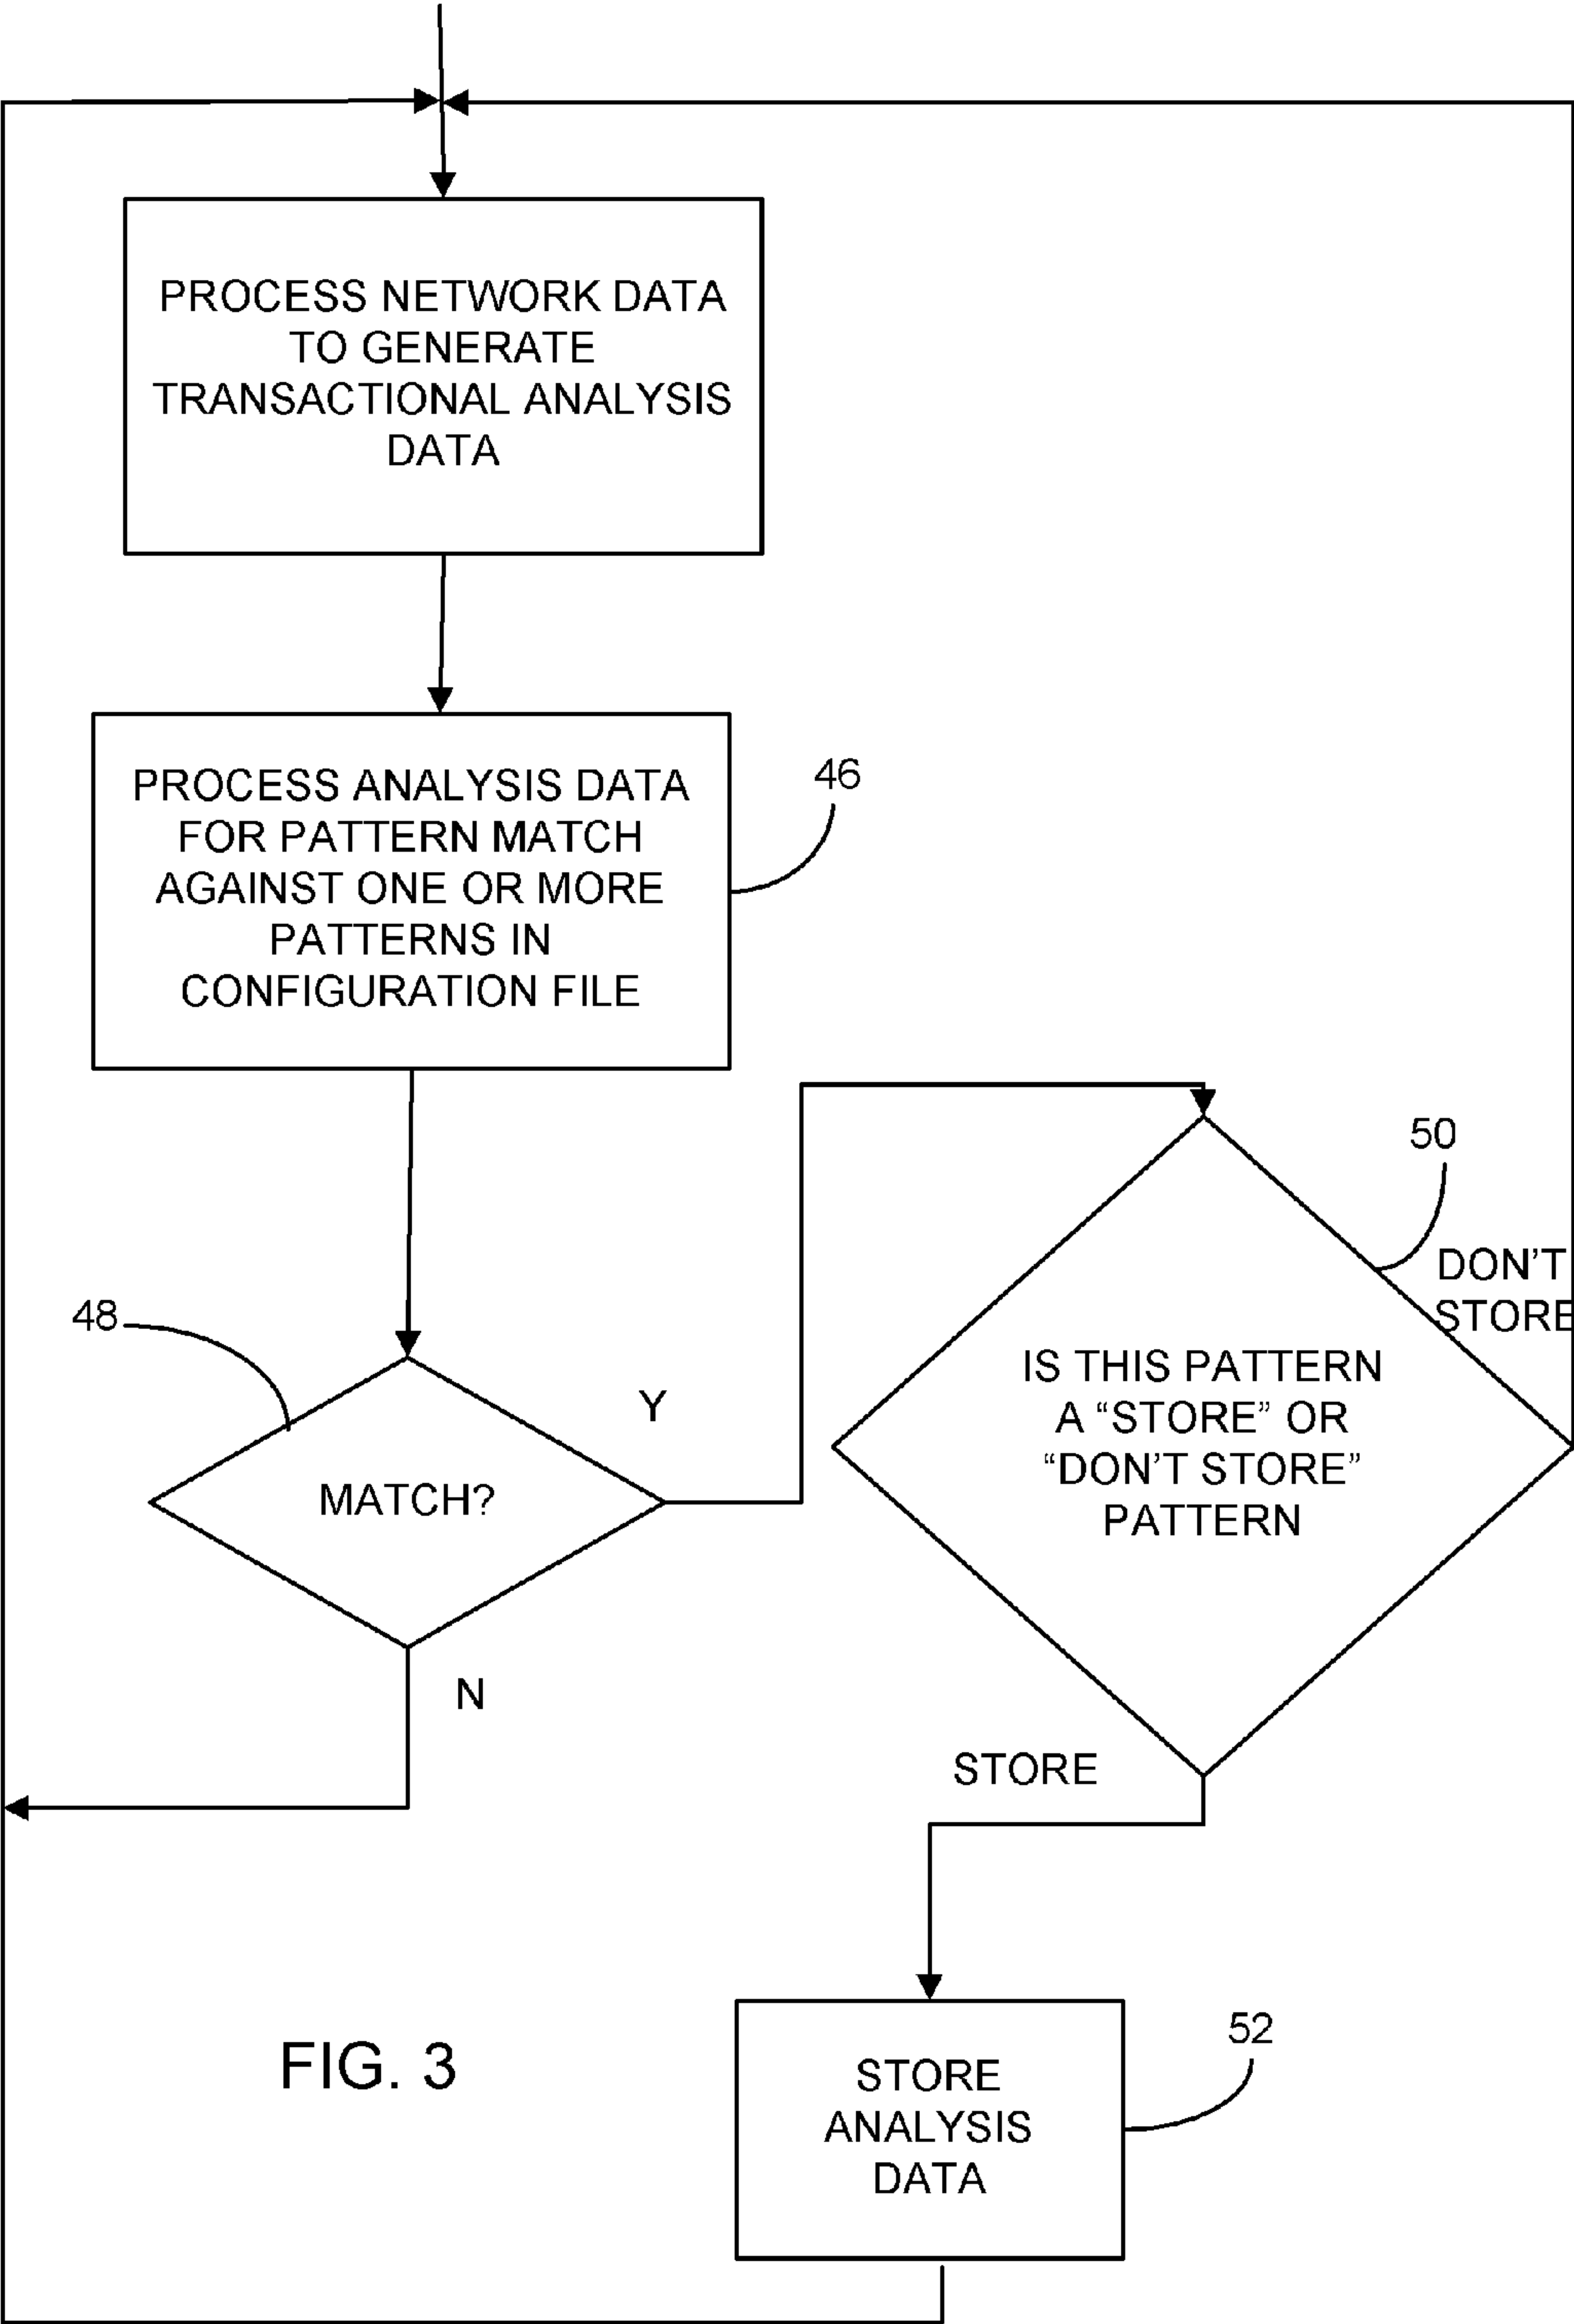 PROCESS NETWORK DATA
TO GENERATE
TRANSACTIONAL ANALYSIS
DATA
PROCESS ANALYSIS DATA
FOR PATTERN MATCH
AGAINST ONE OR MORE
PATTERNS IN
CONFIGURATION FILE
46
50
DON'T
STORE
48
Y
IS THIS PATTERN
A “STORE” OR
“DON'T STORE”
PATTERN
MATCH?
N
STORE
FIG. 3
52
STORE
ANALYSIS
DATA